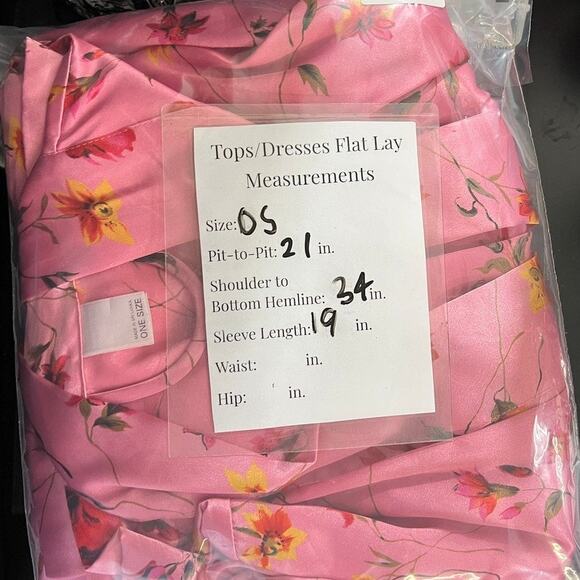 Tops/Dresses Flat Lay
Measurements
Size: OS
Pit-to-Pit: 21 in.
Shoulder to
Bottom Hemline: 34 in.
Sleeve Length: 19 in.
Waist: in.
Hip: in.
ONE SIZE